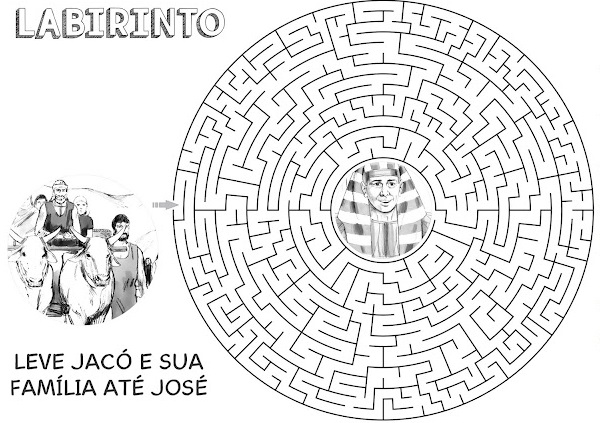 LABIRINTO
LEVE JACÓ E SUA
FAMÍLIA ATÉ JOSÉ